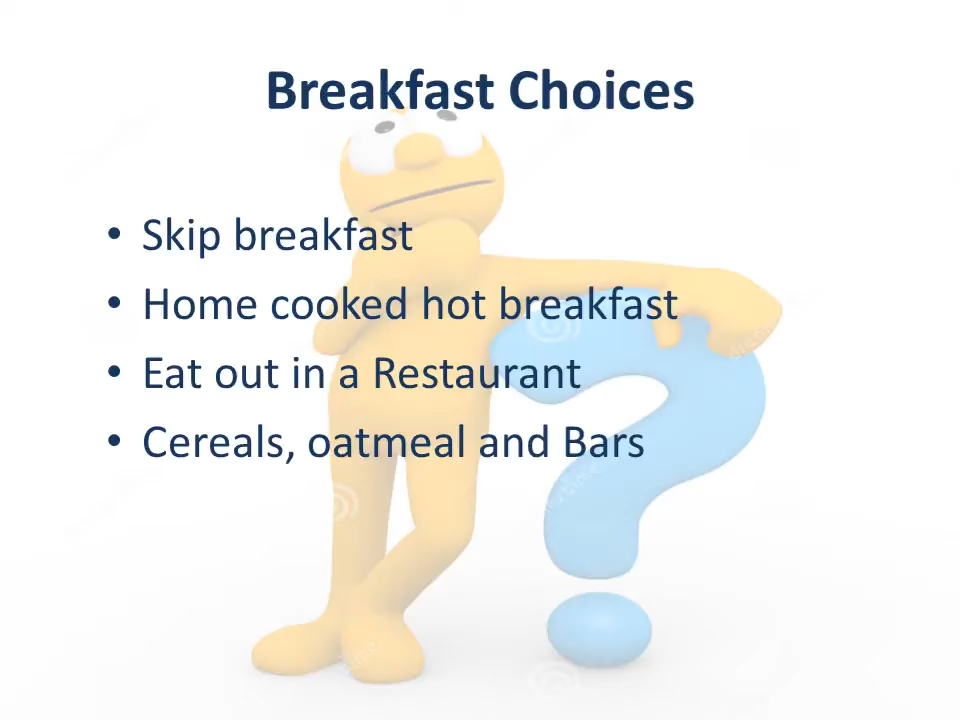 Breakfast Choices
• Skip breakfast
• Home cooked hot breakfast
• Eat out in a Restaurant
• Cereals, oatmeal and Bars